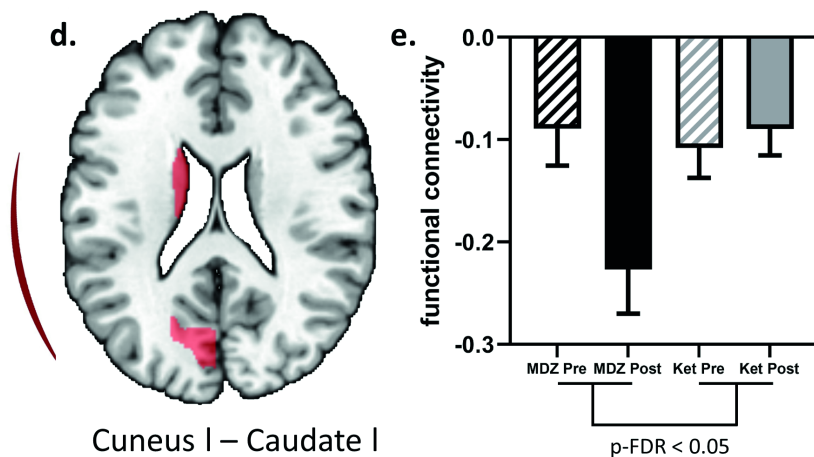 d.
Cuneus l – Caudate l
e.
functional connectivity
0.0
-0.1
-0.2
-0.3
MDZ Pre MDZ Post Ket Pre Ket Post
p-FDR < 0.05